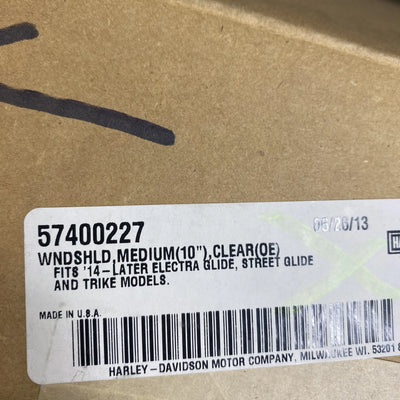 57400227 05/26/13
WNDSHLD,MEDIUM(10"),CLEAR(OE)
FITS '14-LATER ELECTRA GLIDE, STREET GLIDE
AND TRIKE MODELS.
MADE IN U.S.A.
HARLEY-DAVIDSON MOTOR COMPANY, MILWAUKEE WI. 53201